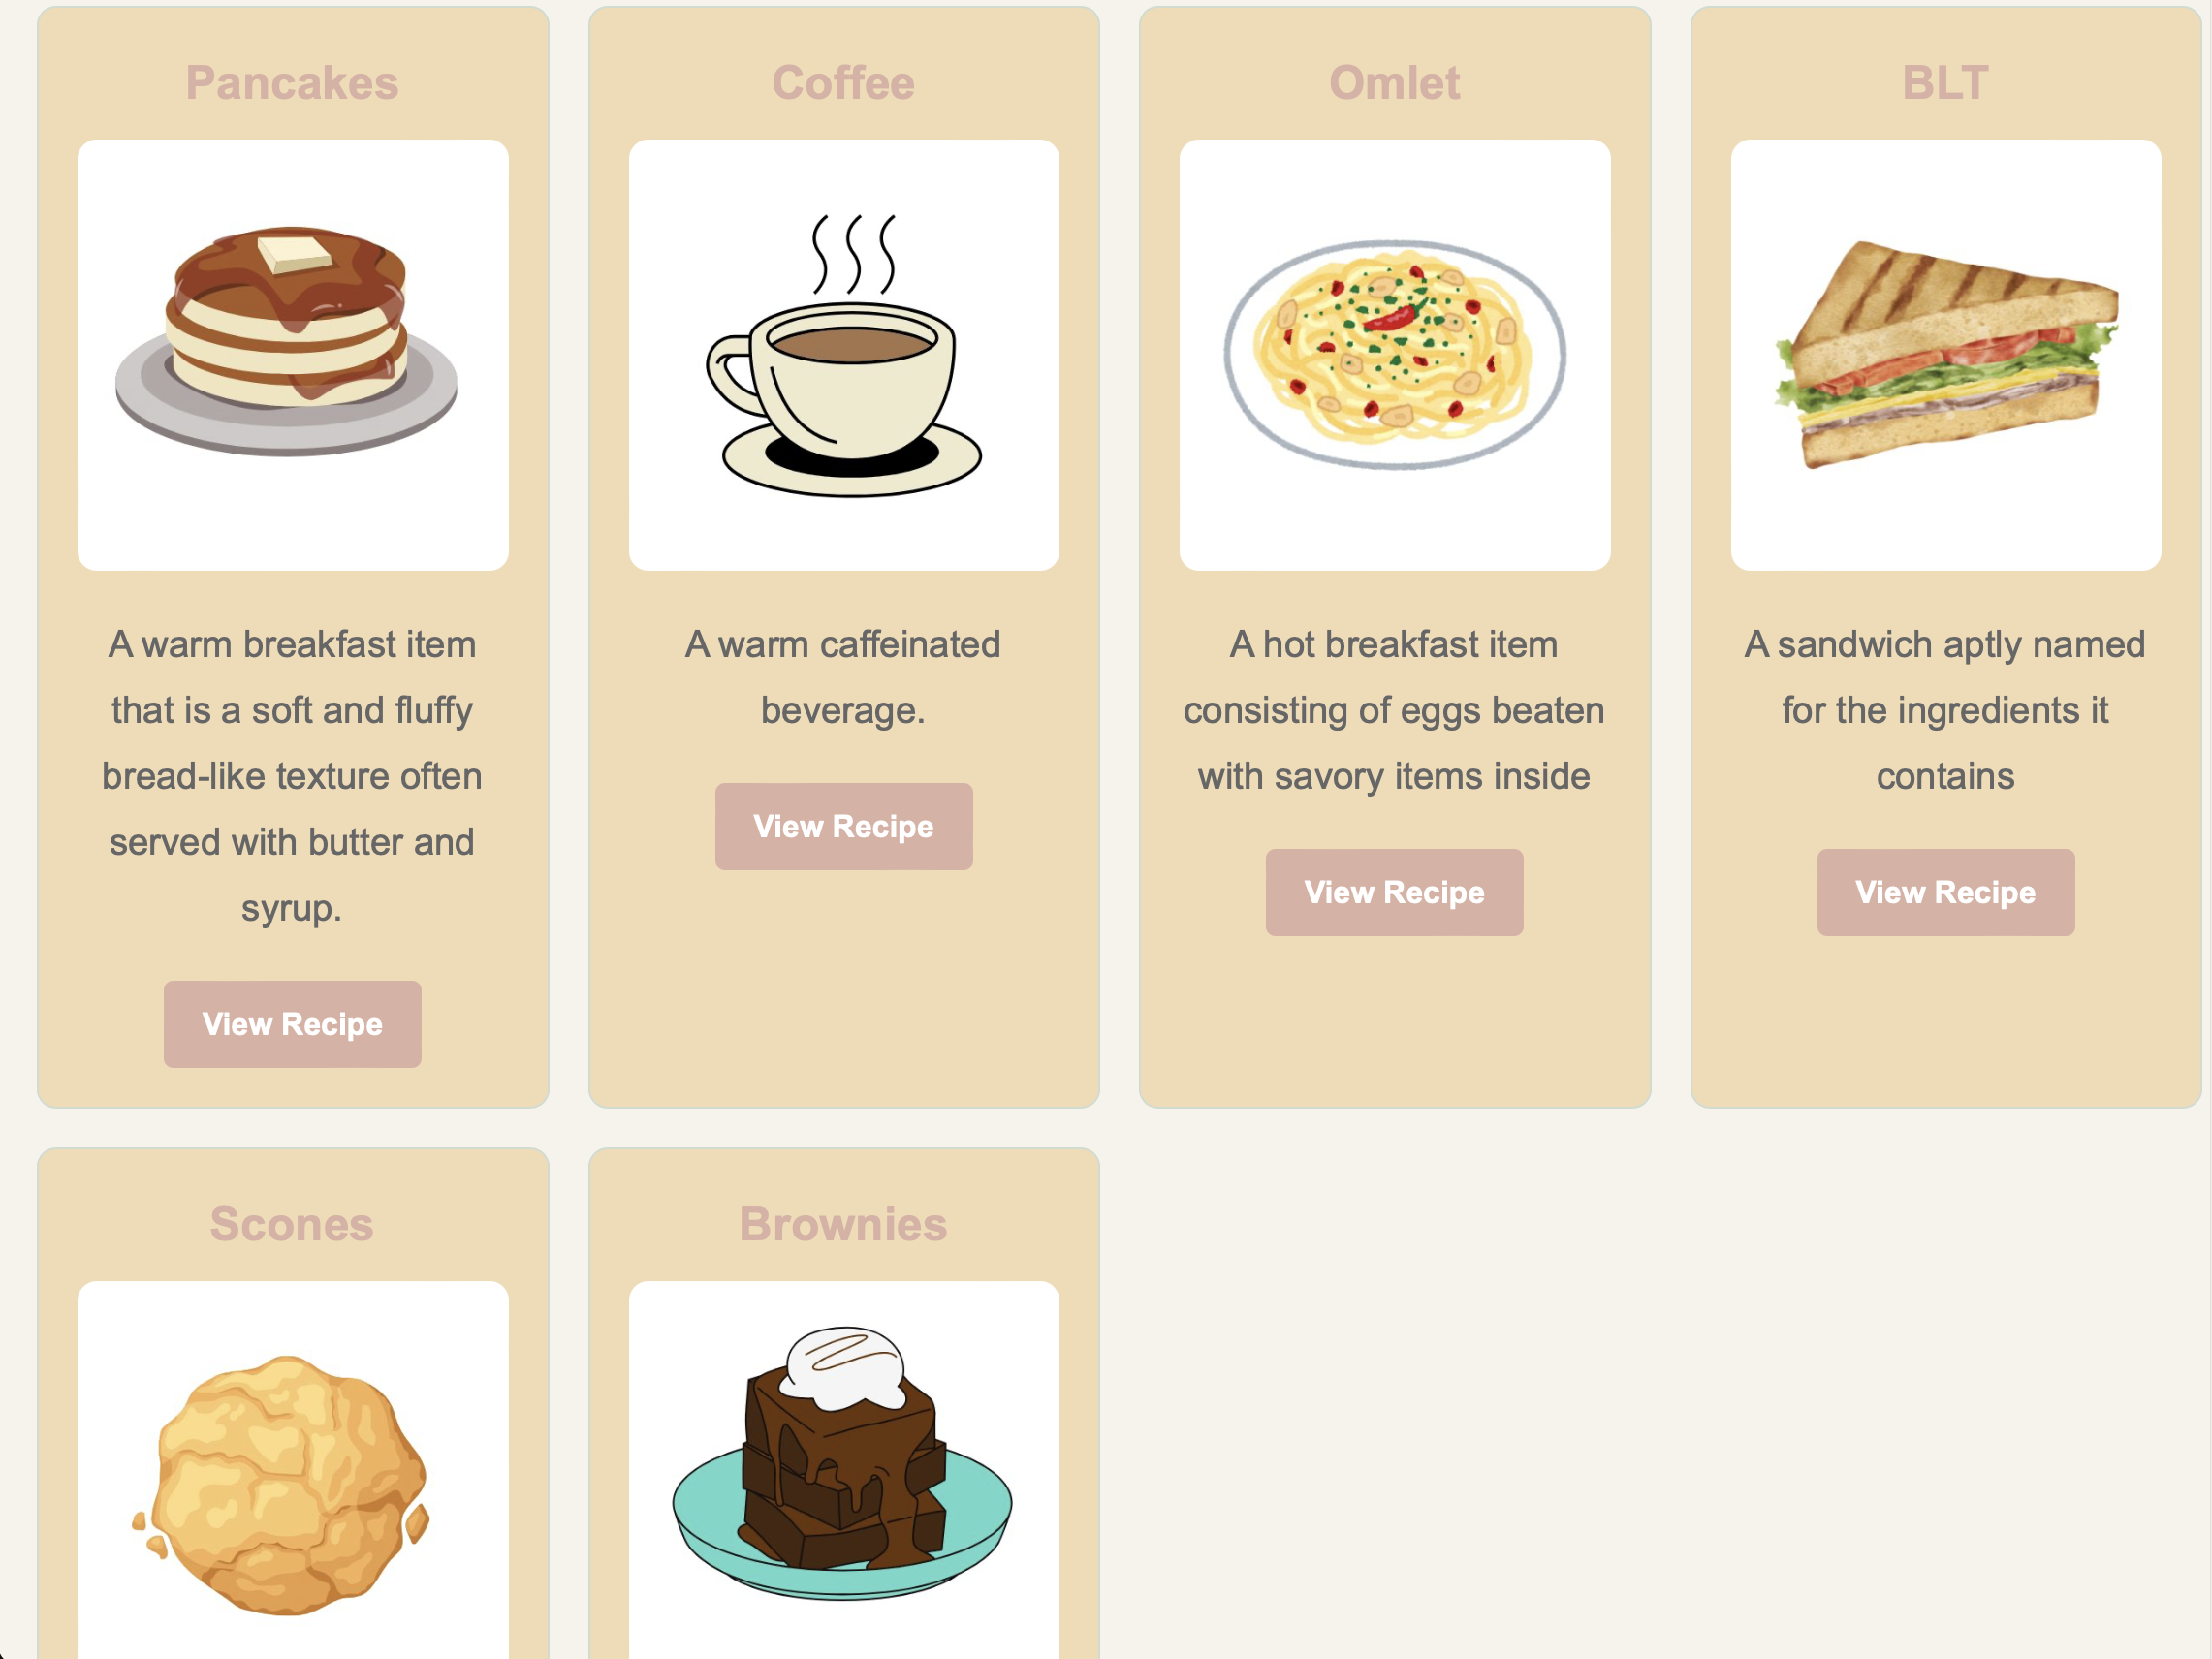 Pancakes
A warm breakfast item
that is a soft and fluffy
bread-like texture often
served with butter and
syrup.
View Recipe
Coffee
A warm caffeinated
beverage.
View Recipe
Omlet
A hot breakfast item
consisting of eggs beaten
with savory items inside
View Recipe
BLT
A sandwich aptly named
for the ingredients it
contains
View Recipe
Scones
Brownies